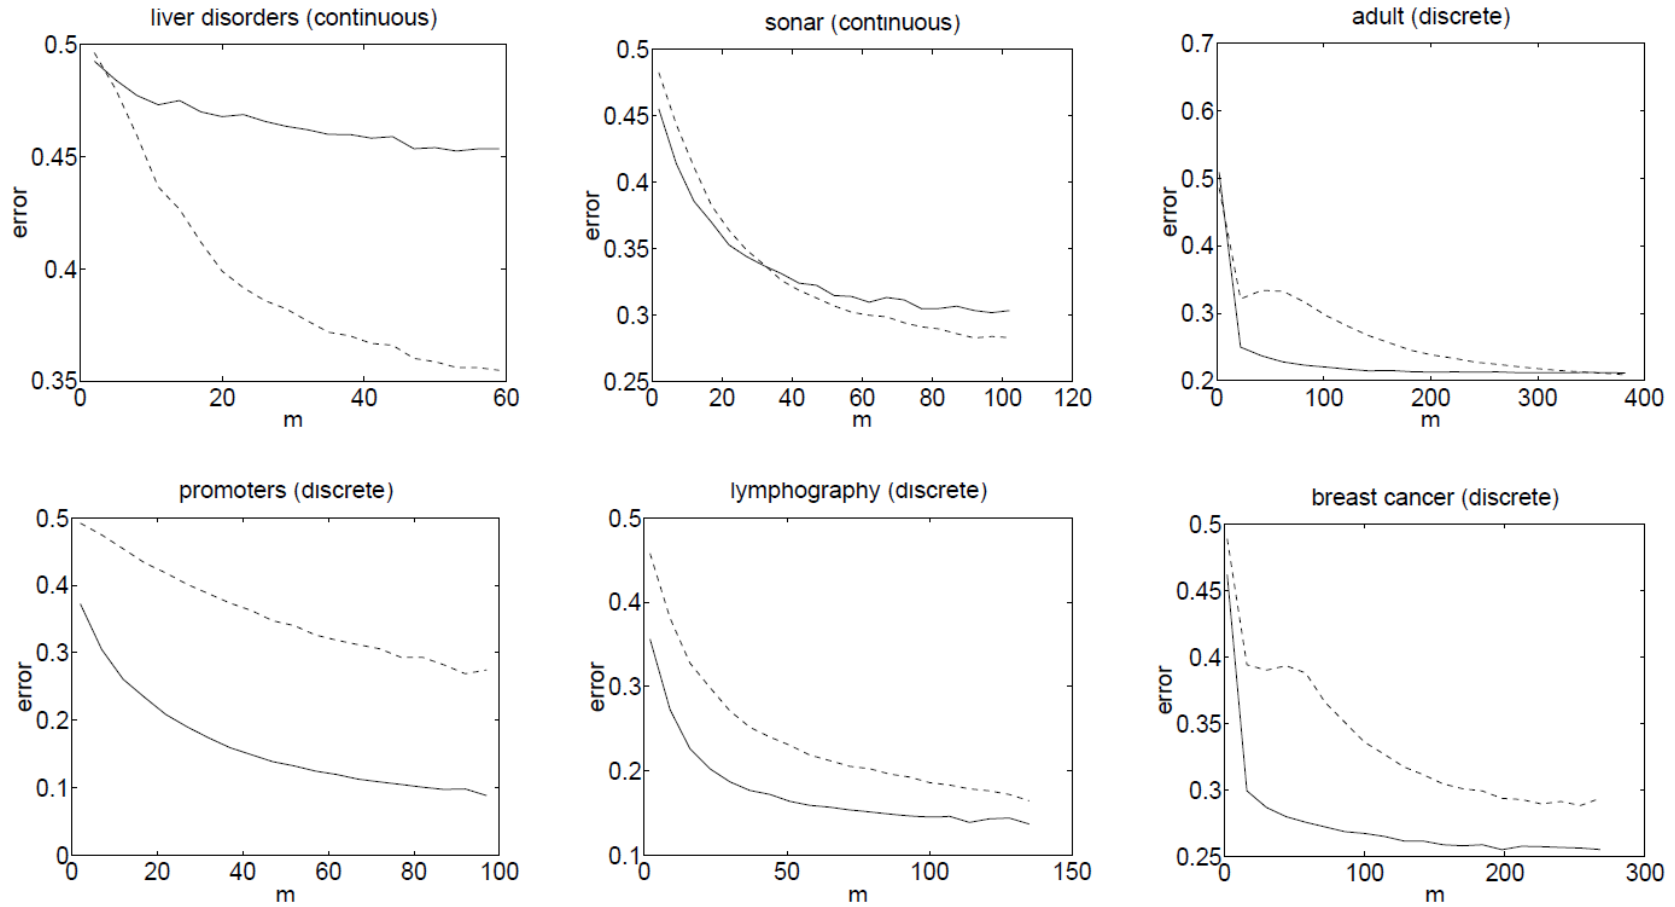 liver disorders (continuous)
0.5
0.45
0.4
0.35
error
0 20 40 60
m
sonar (continuous)
0.5
0.45
0.4
0.35
0.3
0.25
error
0 20 40 60 80 100 120
m
adult (discrete)
0.7
0.6
0.5
0.4
0.3
0.2
error
0 100 200 300 400
m
promoters (discrete)
0.5
0.4
0.3
0.2
0.1
0
error
0 20 40 60 80 100
m
lymphography (discrete)
0.5
0.4
0.3
0.2
0.1
error
0 50 100 150
m
breast cancer (discrete)
0.5
0.45
0.4
0.35
0.3
0.25
error
0 100 200 300
m